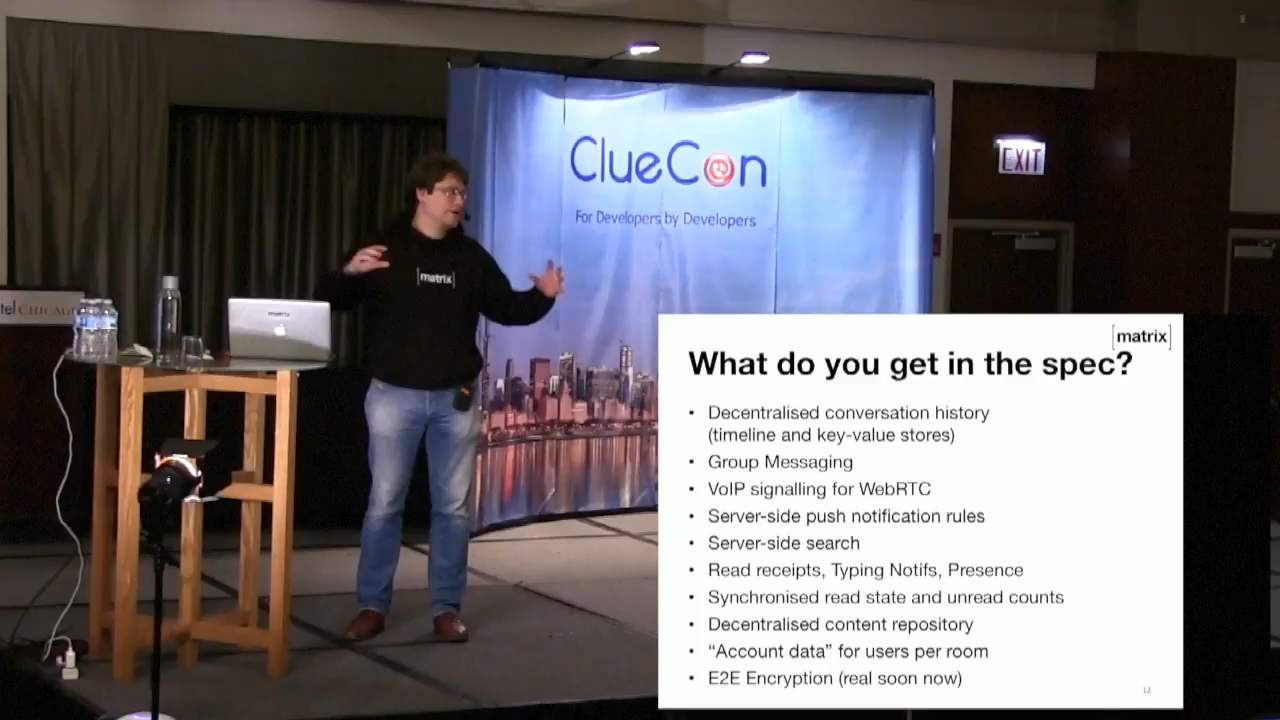 ClueCon
For Developers by Developers
EXIT
[matrix]
tel CHICAGO
matrix
[matrix]
What do you get in the spec?
• Decentralised conversation history
(timeline and key-value stores)
• Group Messaging
• VoIP signalling for WebRTC
• Server-side push notification rules
• Server-side search
• Read receipts, Typing Notifs, Presence
• Synchronised read state and unread counts
• Decentralised content repository
• “Account data” for users per room
• E2E Encryption (real soon now)
12